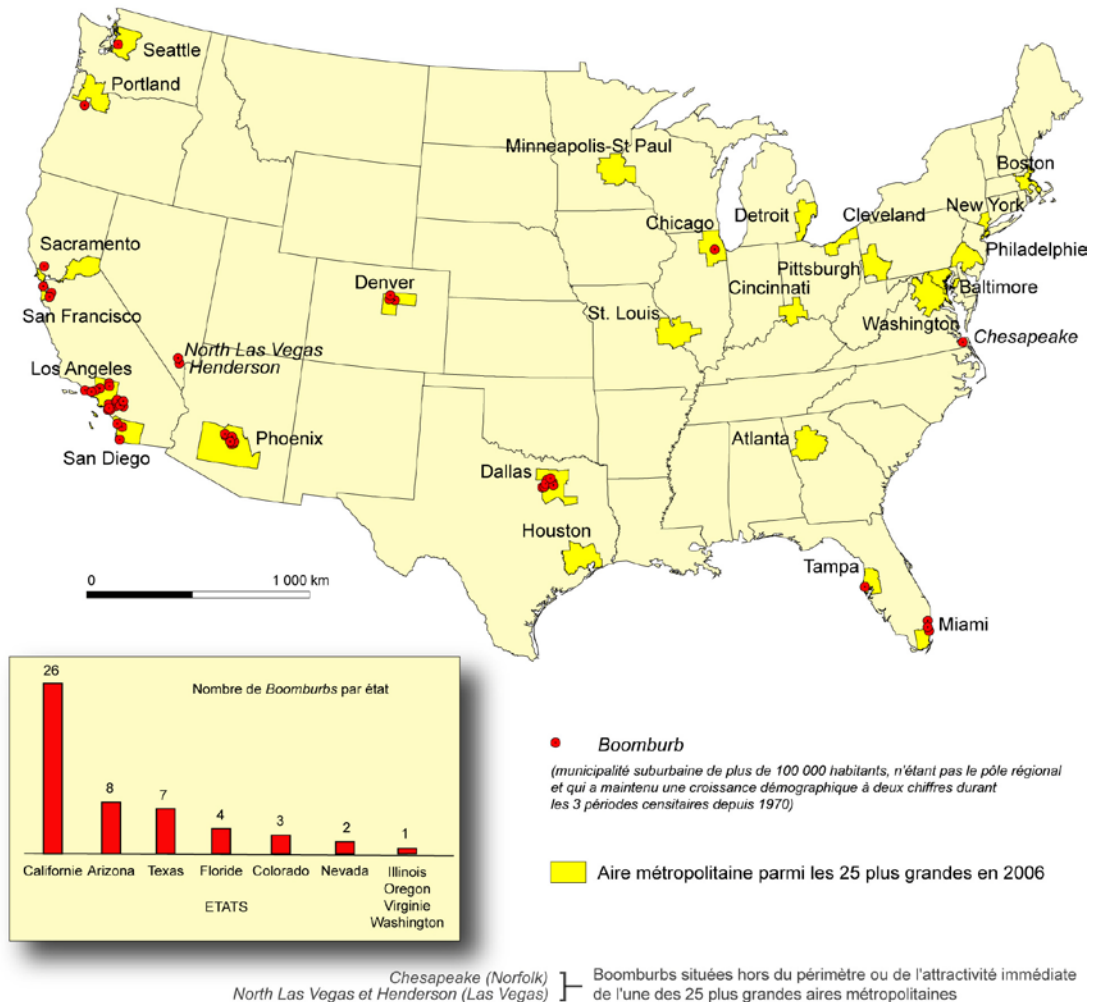 Seattle
Portland
Minneapolis-St Paul
Boston
New York
Chicago
Detroit
Cleveland
Sacramento
Philadelphie
Denver
Pittsburgh
Cincinnati
Baltimore
San Francisco
St. Louis
Washington
Chesapeake
North Las Vegas
Henderson
Los Angeles
Phoenix
Atlanta
San Diego
Dallas
Houston
Tampa
Miami
0 1 000 km
Nombre de Boomburbs par état
26
8
7
4
3
2
1
Californie Arizona Texas Floride Colorado Nevada Illinois
Oregon
Virginie
Washington
ETATS
Boomburb
(municipalité suburbaine de plus de 100 000 habitants, n'étant pas le pôle régional
et qui a maintenu une croissance démographique à deux chiffres durant
les 3 périodes censitaires depuis 1970)
Aire métropolitaine parmi les 25 plus grandes en 2006
Chesapeake (Norfolk)
North Las Vegas et Henderson (Las Vegas)
Boomburbs situées hors du périmètre ou de l'attractivité immédiate
de l'une des 25 plus grandes aires métropolitaines